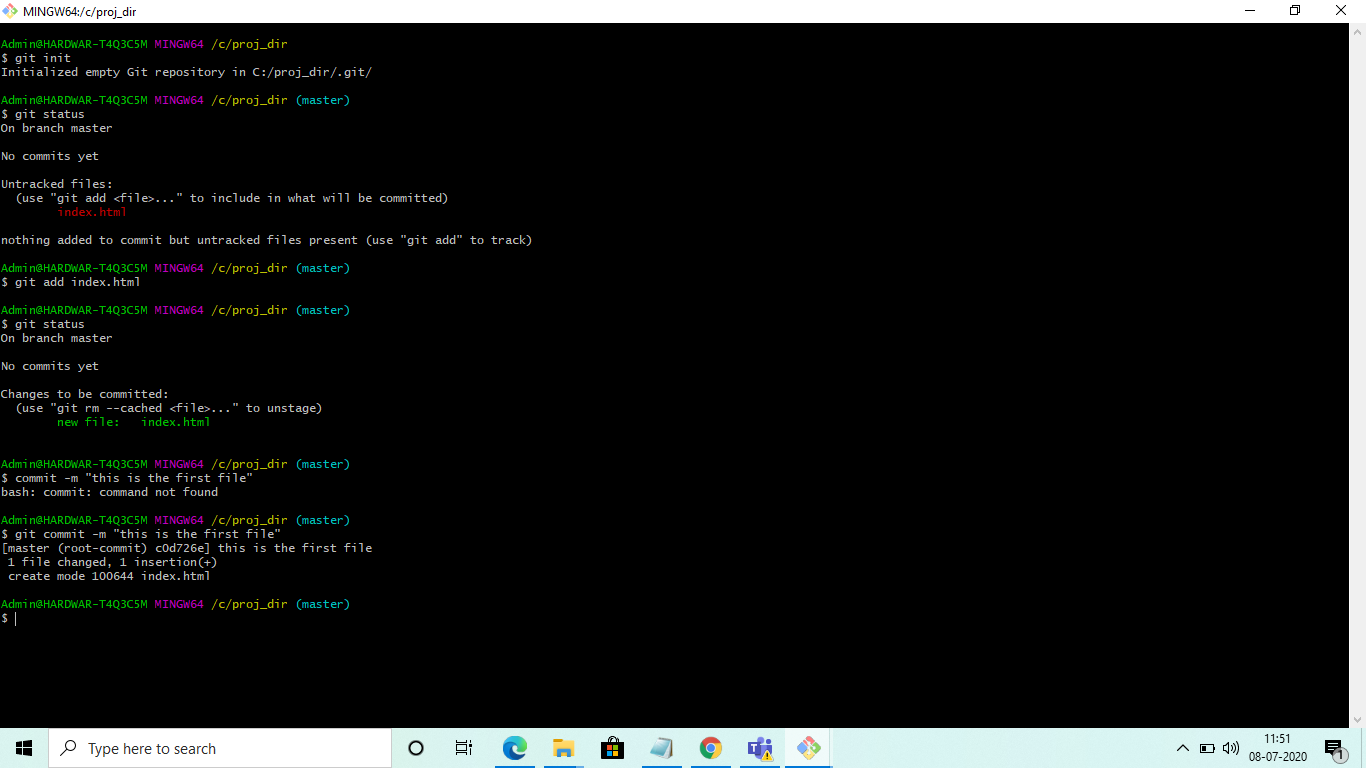 MINGW64:/c/proj_dir
Admin@HARDWAR-T4Q3C5M MINGW64 /c/proj_dir
$ git init
Initialized empty Git repository in C:/proj_dir/.git/
Admin@HARDWAR-T4Q3C5M MINGW64 /c/proj_dir (master)
$ git status
On branch master
No commits yet
Untracked files:
  (use "git add <file>..." to include in what will be committed)
        index.html
nothing added to commit but untracked files present (use "git add" to track)
Admin@HARDWAR-T4Q3C5M MINGW64 /c/proj_dir (master)
$ git add index.html
Admin@HARDWAR-T4Q3C5M MINGW64 /c/proj_dir (master)
$ git status
On branch master
No commits yet
Changes to be committed:
  (use "git rm --cached <file>..." to unstage)
        new file:   index.html
Admin@HARDWAR-T4Q3C5M MINGW64 /c/proj_dir (master)
$ commit -m "this is the first file"
bash: commit: command not found
Admin@HARDWAR-T4Q3C5M MINGW64 /c/proj_dir (master)
$ git commit -m "this is the first file"
[master (root-commit) c0d726e] this is the first file
 1 file changed, 1 insertion(+)
 create mode 100644 index.html
Admin@HARDWAR-T4Q3C5M MINGW64 /c/proj_dir (master)
$
Type here to search
11:51
08-07-2020
1